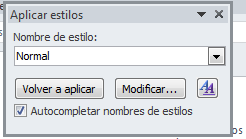 Aplicar estilos
Nombre de estilo:
Normal
Volver a aplicar
Modificar...
Autocompletar nombres de estilos